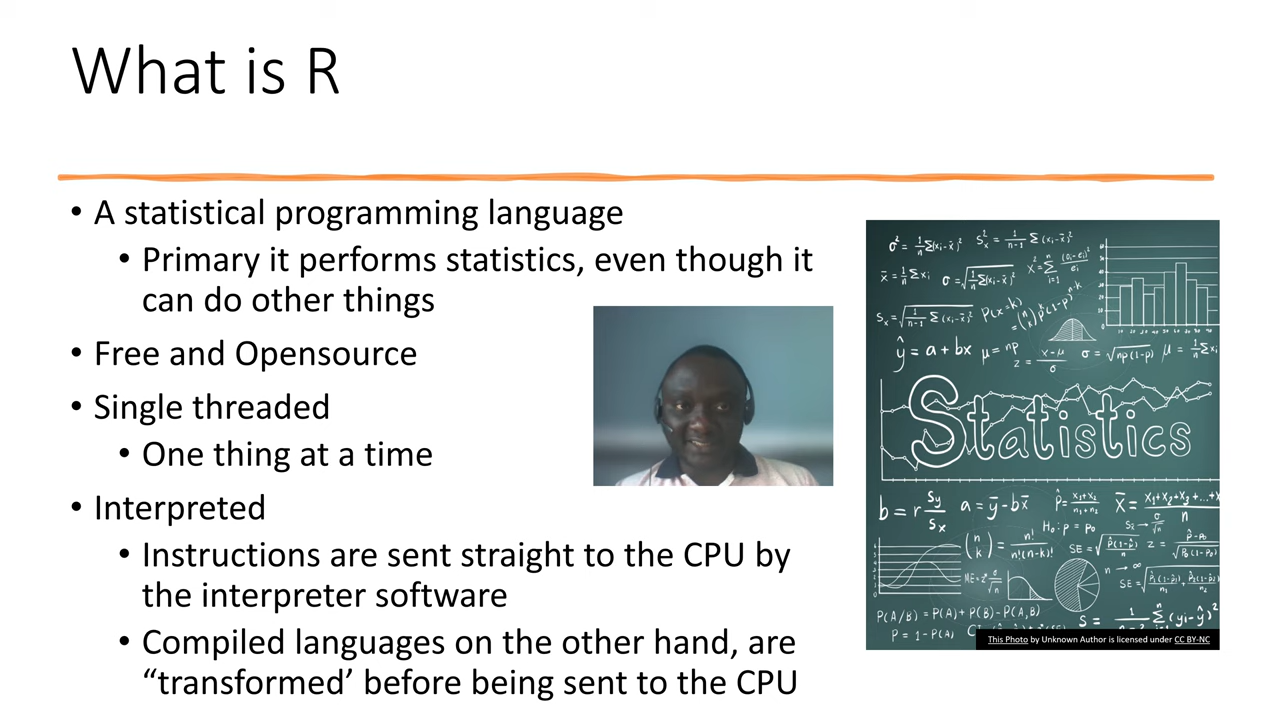 What is R
• A statistical programming language
• Primary it performs statistics, even though it
can do other things
• Free and Opensource
• Single threaded
• One thing at a time
• Interpreted
• Instructions are sent straight to the CPU by
the interpreter software
• Compiled languages on the other hand, are
“transformed’ before being sent to the CPU
ŷ = a + bx
Statistics
a = ȳ - bx̄
H₀: p = p₀
P(A/B) = P(A) + P(B) - P(A,B)
P = 1 - P(A)
This Photo by Unknown Author is licensed under CC BY-NC